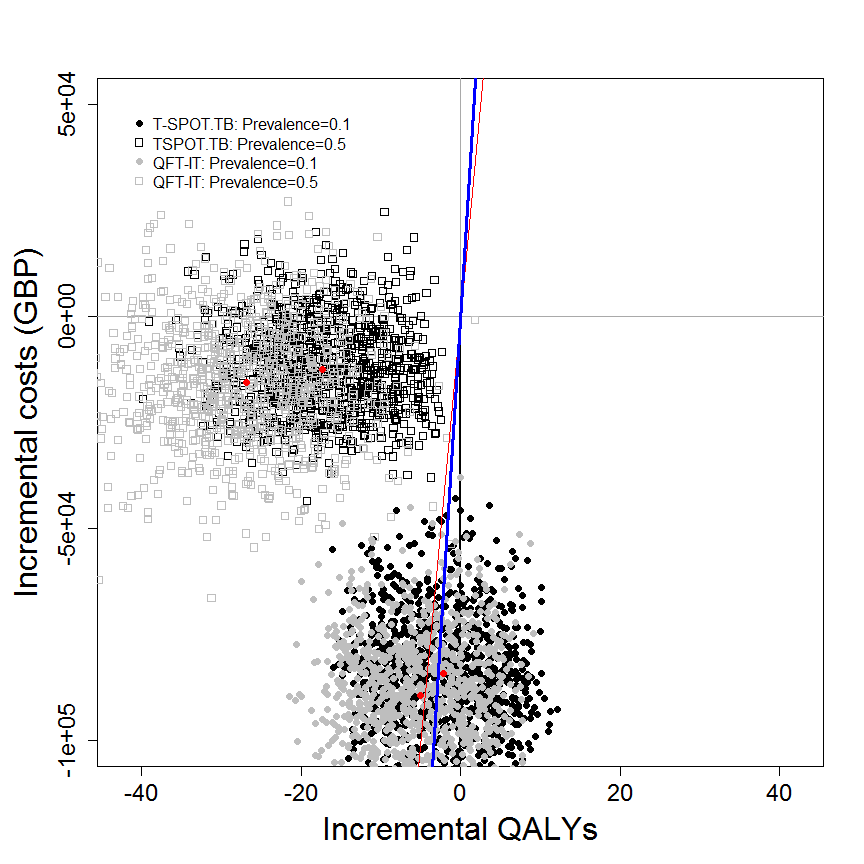 T-SPOT.TB: Prevalence=0.1
TSPOT.TB: Prevalence=0.5
QFT-IT: Prevalence=0.1
QFT-IT: Prevalence=0.5
Incremental costs (GBP)
5e+04
0e+00
-5e+04
-1e+05
-40 -20 0 20 40
Incremental QALYs